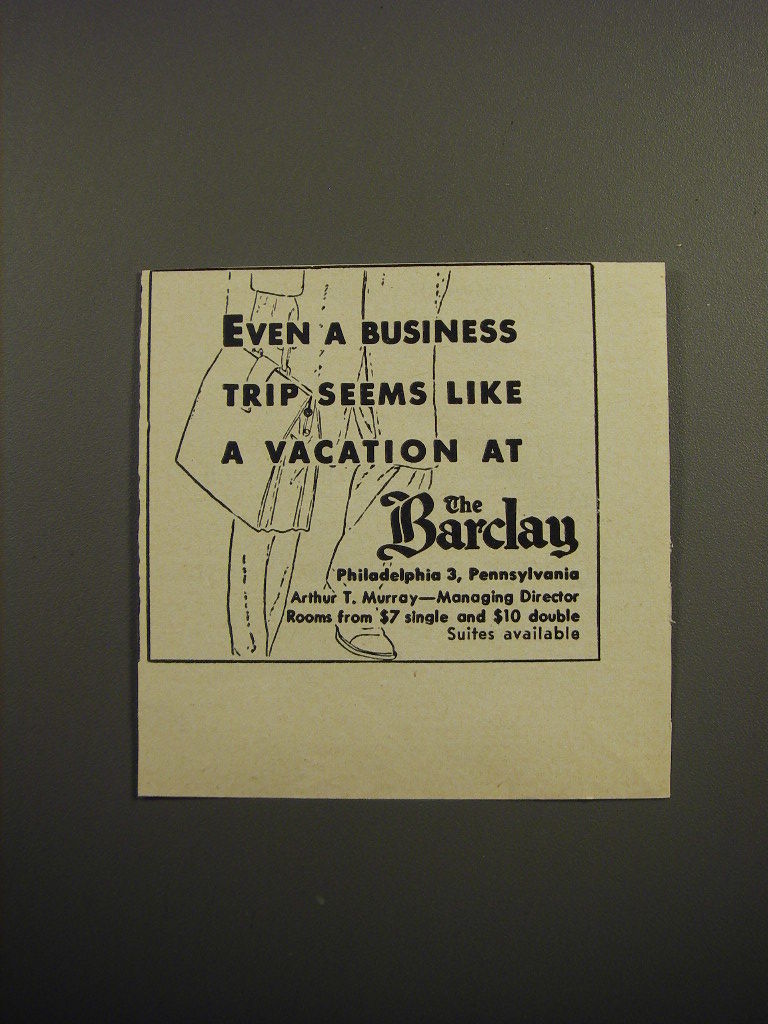 EVEN A BUSINESS
TRIP SEEMS LIKE
A VACATION AT
The
Barclay
Philadelphia 3, Pennsylvania
Arthur T. Murray—Managing Director
Rooms from $7 single and $10 double
Suites available